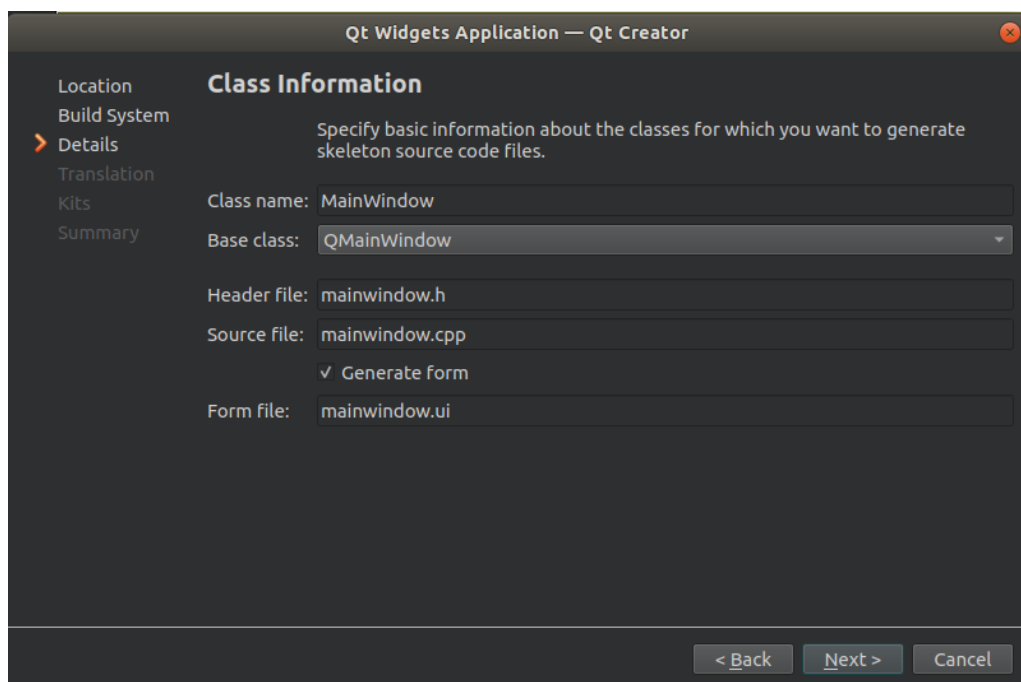 Qt Widgets Application — Qt Creator
Location
Build System
Details
Translation
Kits
Summary
Class Information
Specify basic information about the classes for which you want to generate
skeleton source code files.
Class name: MainWindow
Base class: QMainWindow
Header file: mainwindow.h
Source file: mainwindow.cpp
Generate form
Form file: mainwindow.ui
< Back Next > Cancel